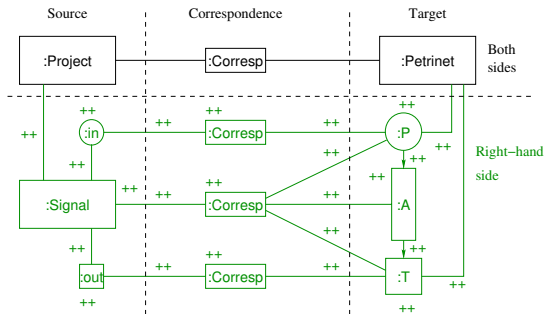 Source Correspondence Target
:Project :Corresp :Petrinet Both
sides
++ ++ ++
++ :in ++ :Corresp ++ :P ++
++ ++ ++ Right-hand
++ ++ ++ ++ side
:Signal :Corresp :A
++ ++ ++ ++ ++
:out :Corresp :T ++
++ ++